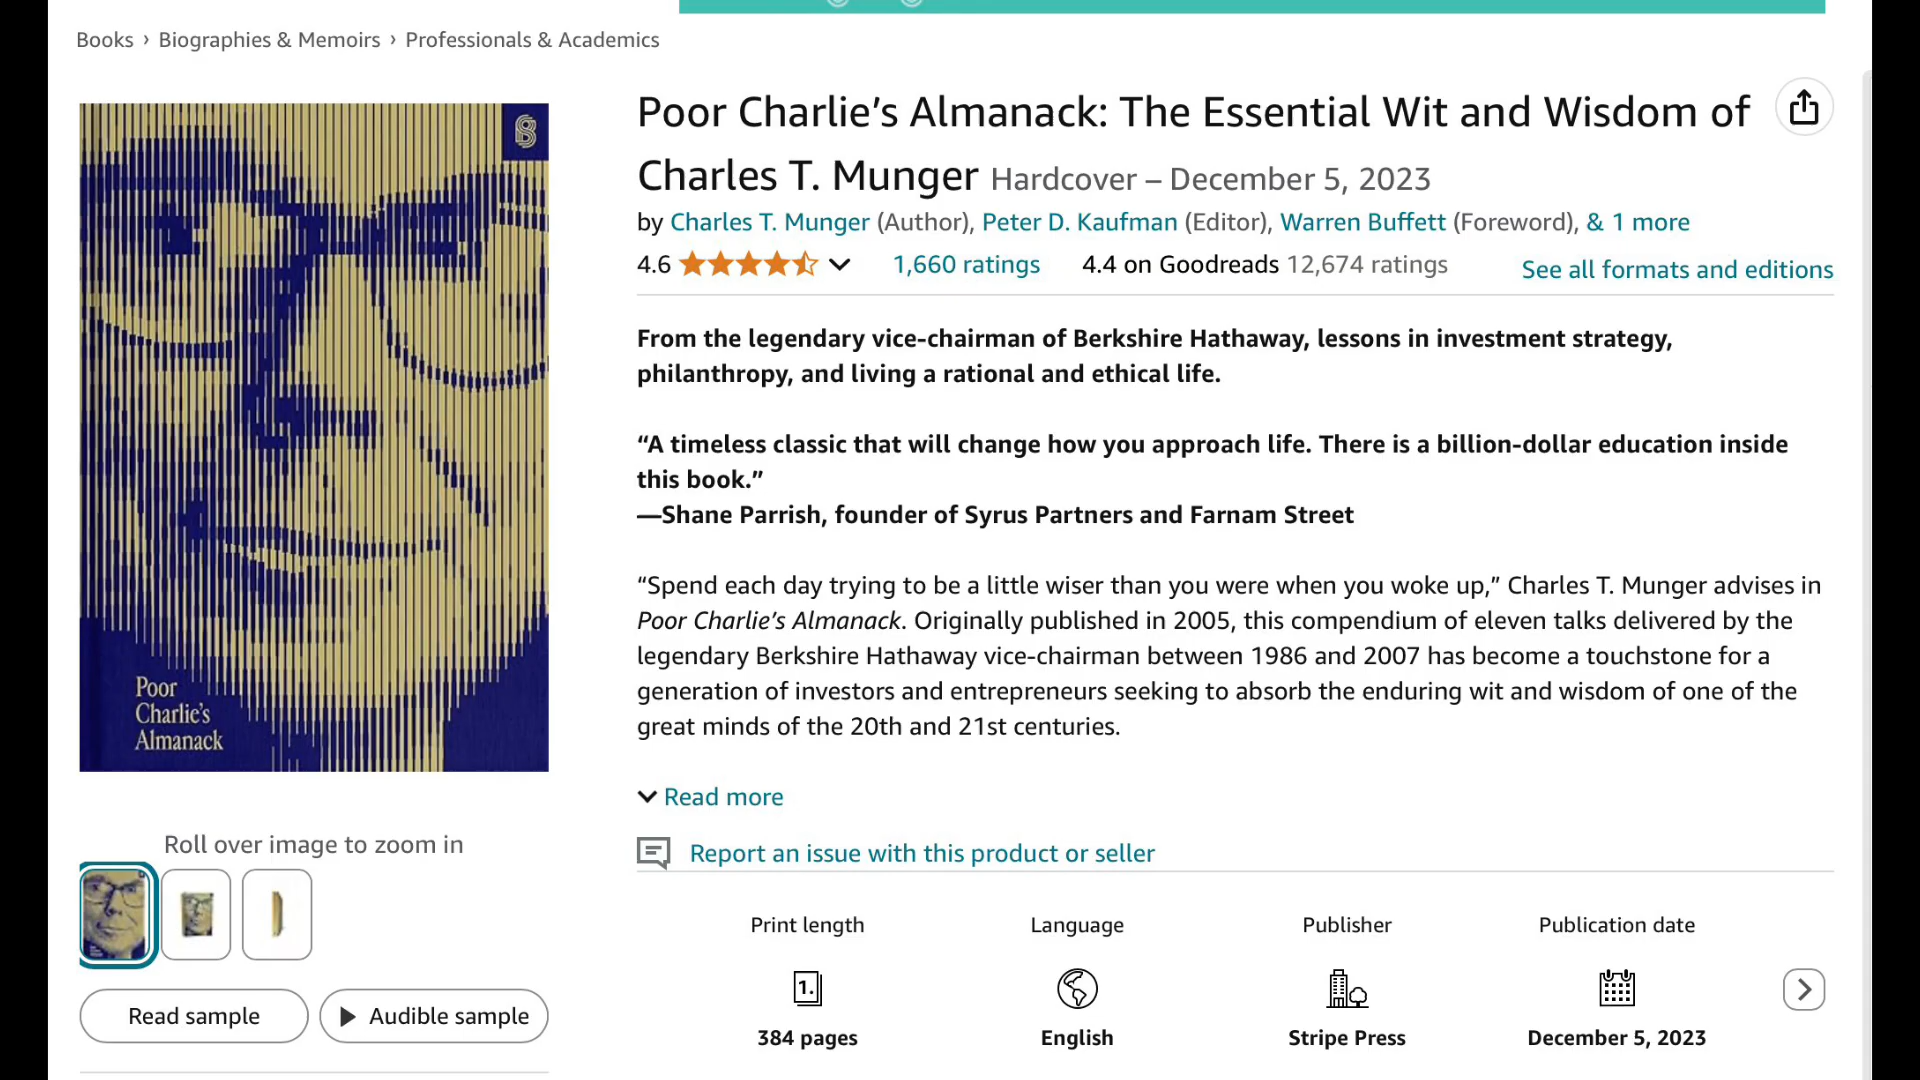 Books › Biographies & Memoirs › Professionals & Academics
Poor Charlie’s Almanack: The Essential Wit and Wisdom of
Charles T. Munger Hardcover – December 5, 2023
by Charles T. Munger (Author), Peter D. Kaufman (Editor), Warren Buffett (Foreword), & 1 more
4.6 1,660 ratings 4.4 on Goodreads 12,674 ratings See all formats and editions
From the legendary vice-chairman of Berkshire Hathaway, lessons in investment strategy,
philanthropy, and living a rational and ethical life.
“A timeless classic that will change how you approach life. There is a billion-dollar education inside
this book.”
—Shane Parrish, founder of Syrus Partners and Farnam Street
“Spend each day trying to be a little wiser than you were when you woke up,” Charles T. Munger advises in
Poor Charlie’s Almanack. Originally published in 2005, this compendium of eleven talks delivered by the
legendary Berkshire Hathaway vice-chairman between 1986 and 2007 has become a touchstone for a
generation of investors and entrepreneurs seeking to absorb the enduring wit and wisdom of one of the
great minds of the 20th and 21st centuries.
Read more
Report an issue with this product or seller
Poor
Charlie’s
Almanack
Roll over image to zoom in
Read sample
Audible sample
Print length
1.
384 pages
Language
English
Publisher
Stripe Press
Publication date
December 5, 2023